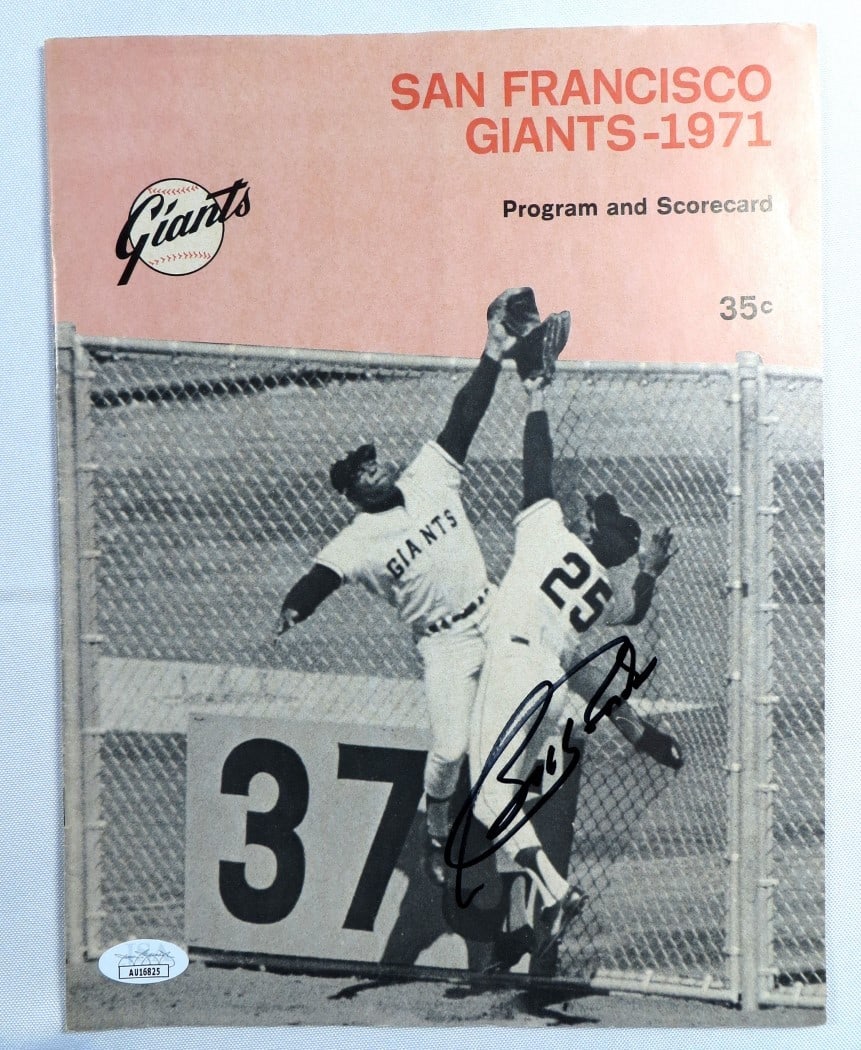 SAN FRANCISCO
GIANTS-1971
Program and Scorecard
Giants
35c
GIANTS
25
37
AU16825